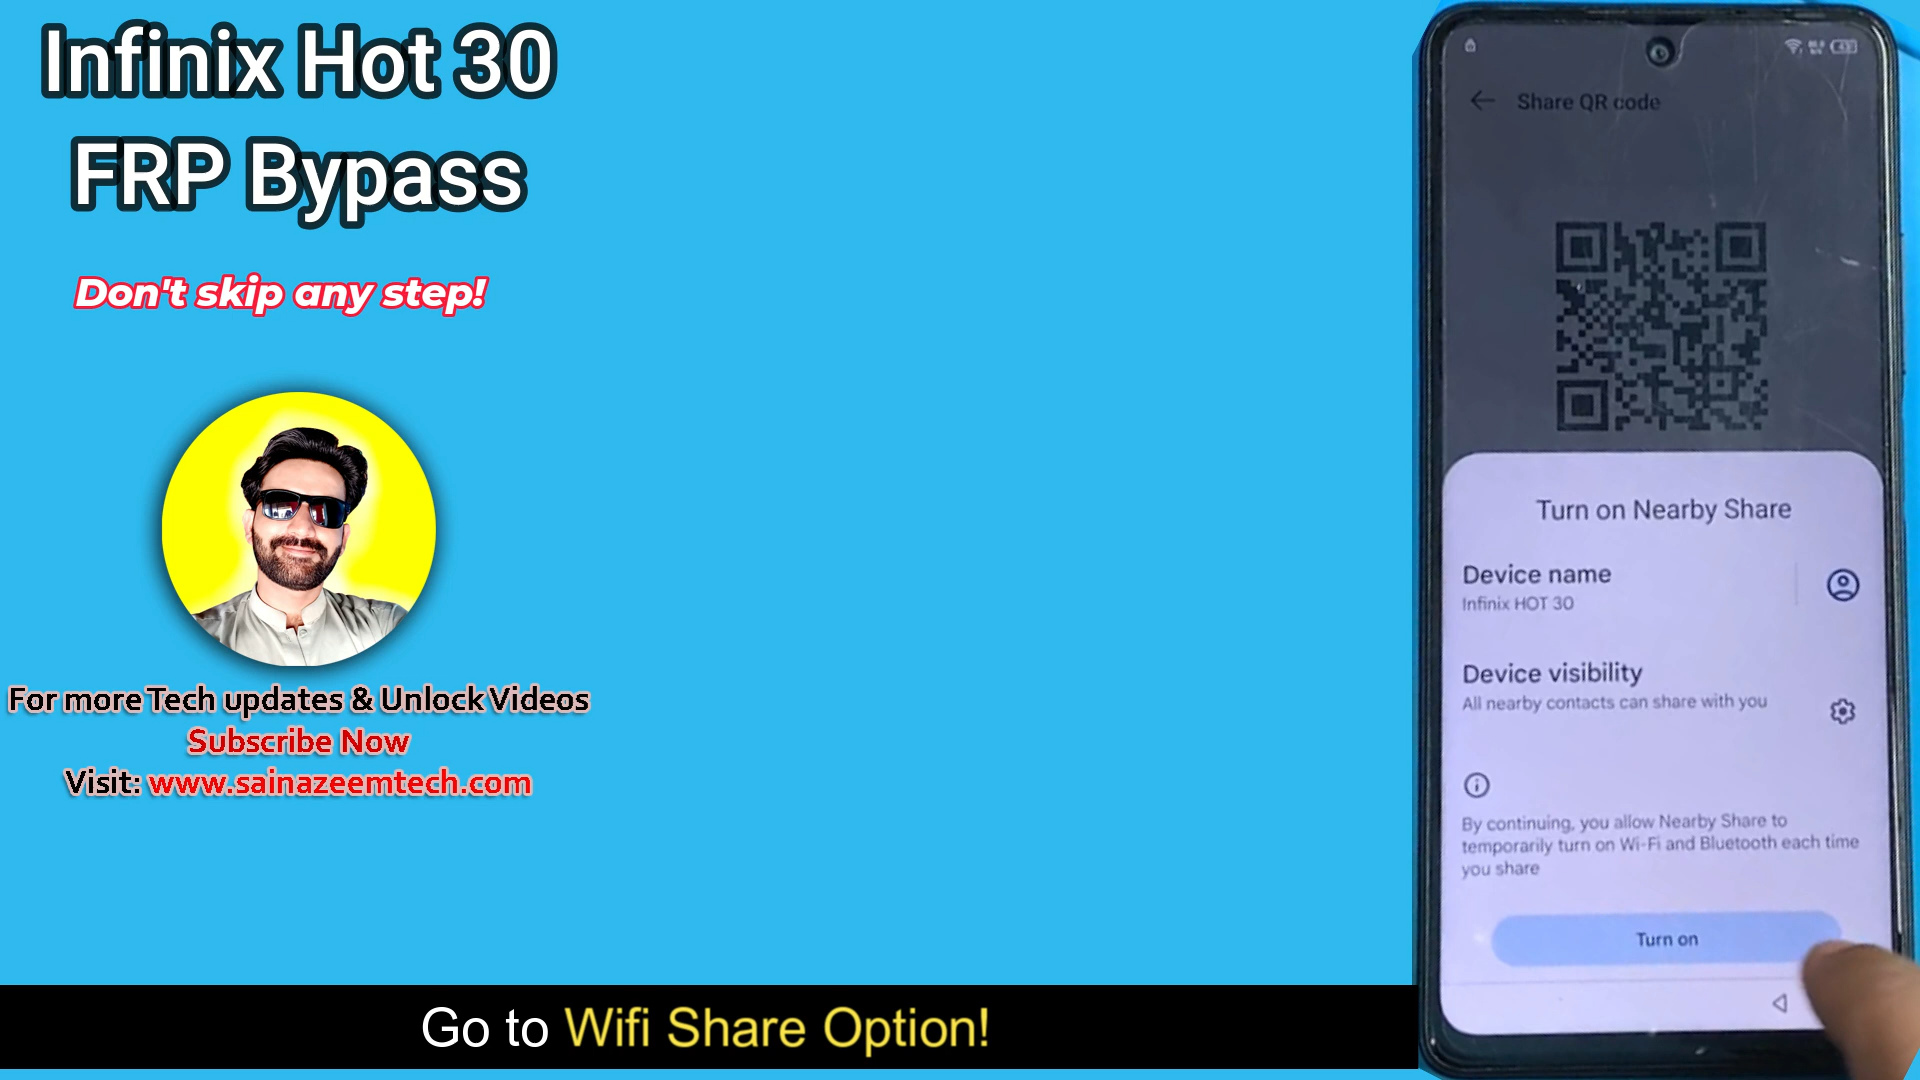 Infinix Hot 30
FRP Bypass
Don't skip any step!
For more Tech updates & Unlock Videos
Subscribe Now
Visit: www.sainazeemtech.com
Go to Wifi Share Option!
Share QR code
Turn on Nearby Share
Device name
Infinix HOT 30
Device visibility
All nearby contacts can share with you
By continuing, you allow Nearby Share to
temporarily turn on Wi-Fi and Bluetooth each time
you share
Turn on